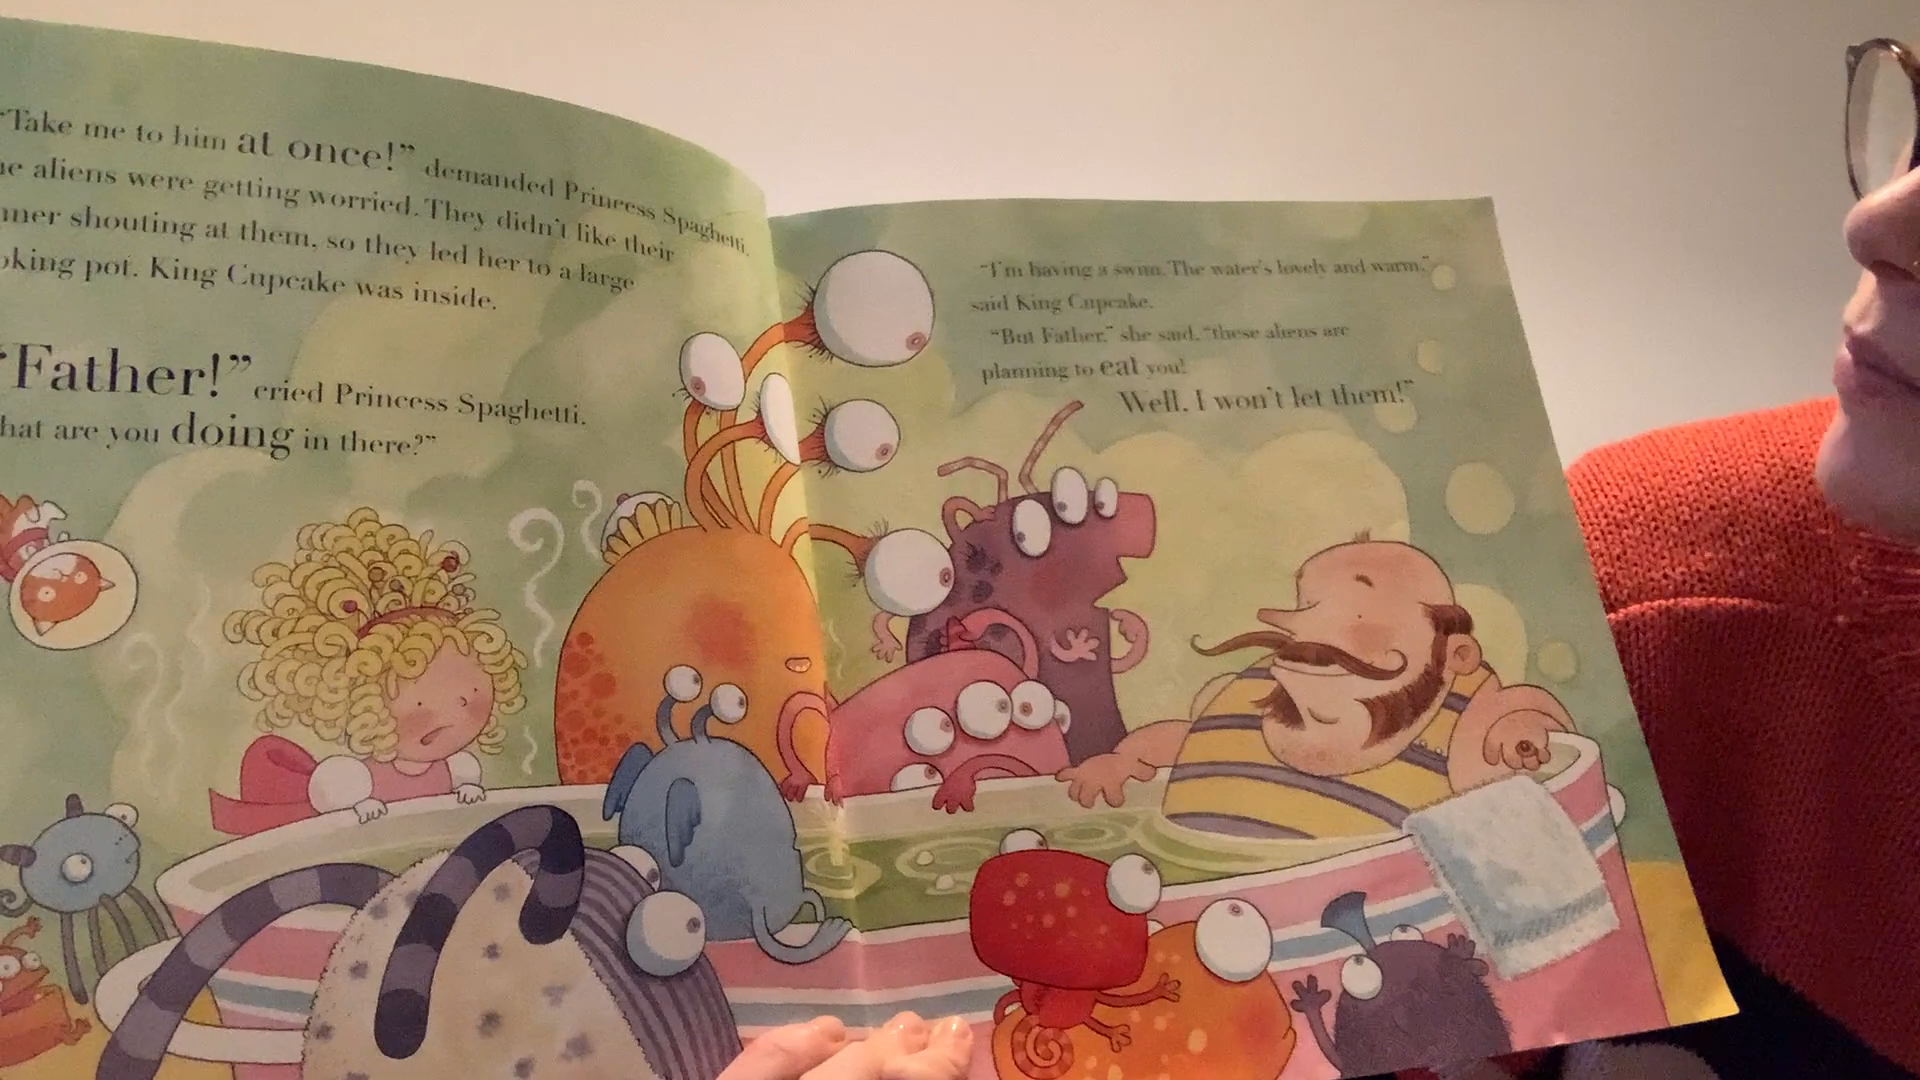 "Take me to him at once!" demanded Princess Spaghetti.
aliens were getting worried. They didn't like their
shouting at them, so they led her to a large
pot. King Cupcake was inside.
"Father!" cried Princess Spaghetti.
are you doing in there?"
"I'm having a swim. The water's lovely and warm,"
said King Cupcake.
"But Father," she said, "these aliens are
planning to eat you!
Well, I won't let them!"